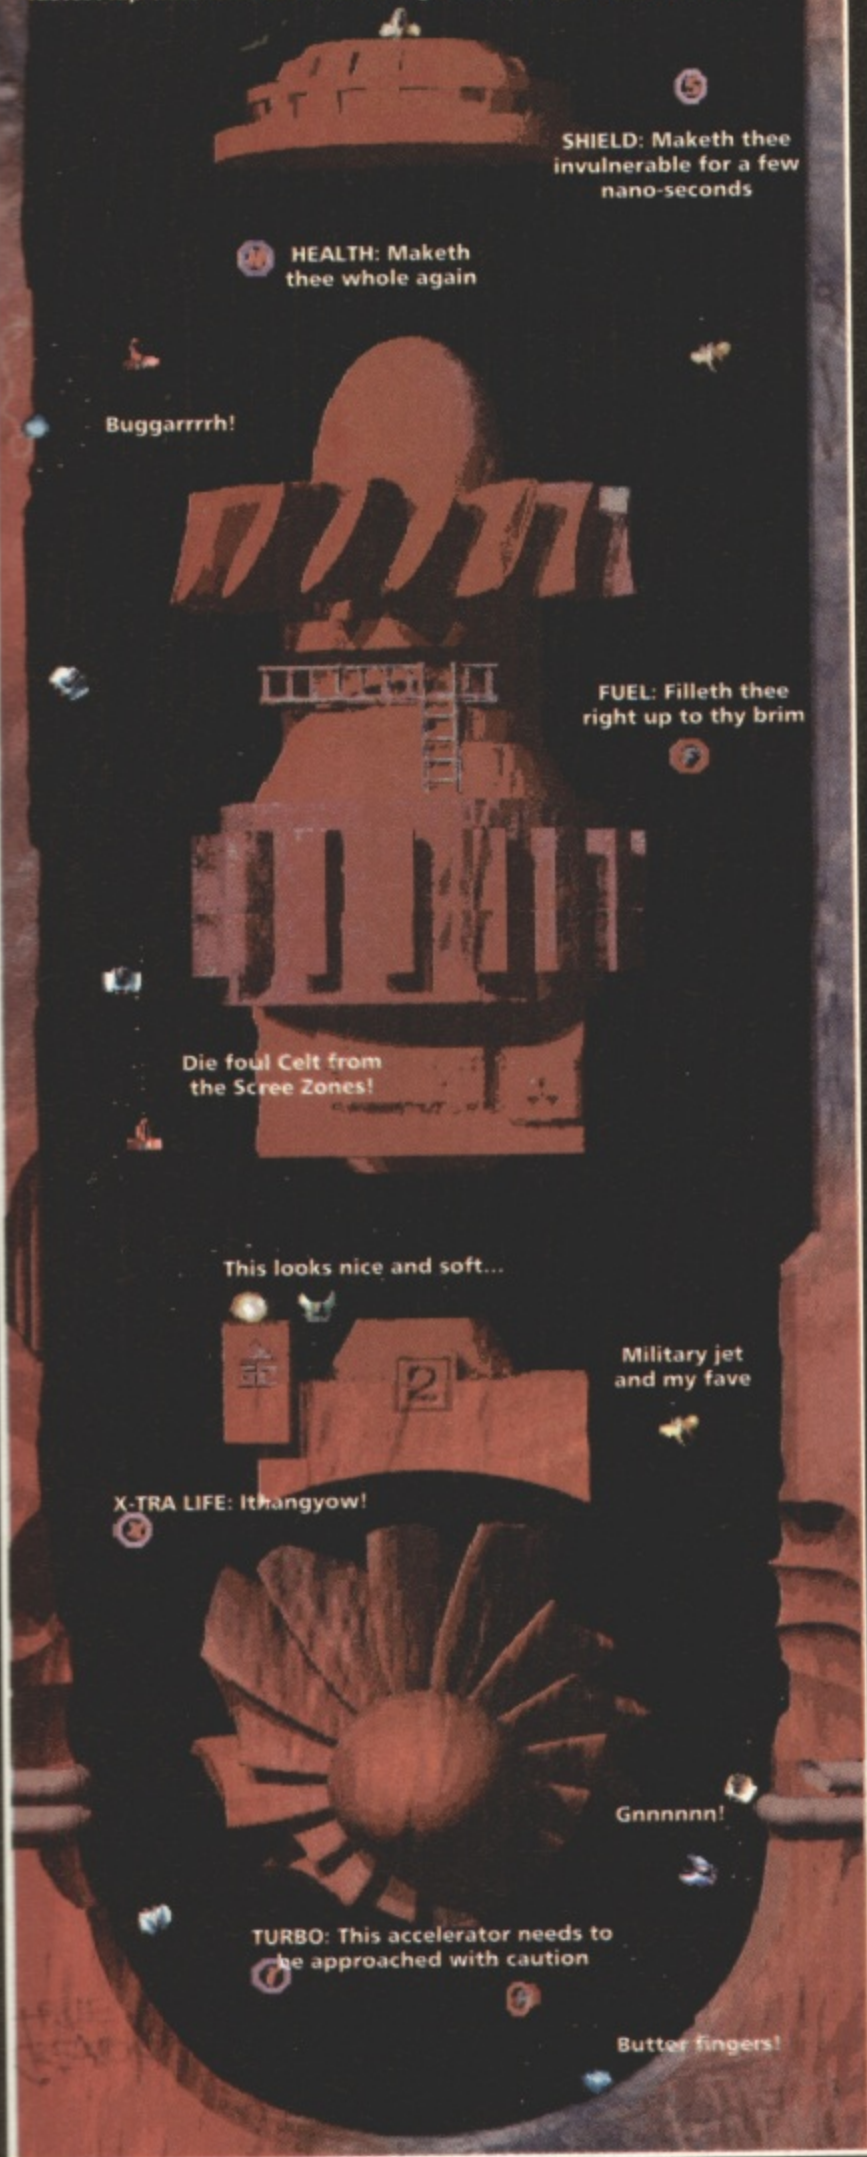 S
SHIELD: Maketh thee
invulnerable for a few
nano-seconds
HEALTH: Maketh
thee whole again
Buggarrrrh!
FUEL: Filleth thee
right up to thy brim
F
Die foul Celt from
the Scree Zones!
This looks nice and soft...
2
Military jet
and my fave
X-TRA LIFE: Ithangyow!
X
Gnnnnnn!
TURBO: This accelerator needs to
be approached with caution
T
Butter fingers!